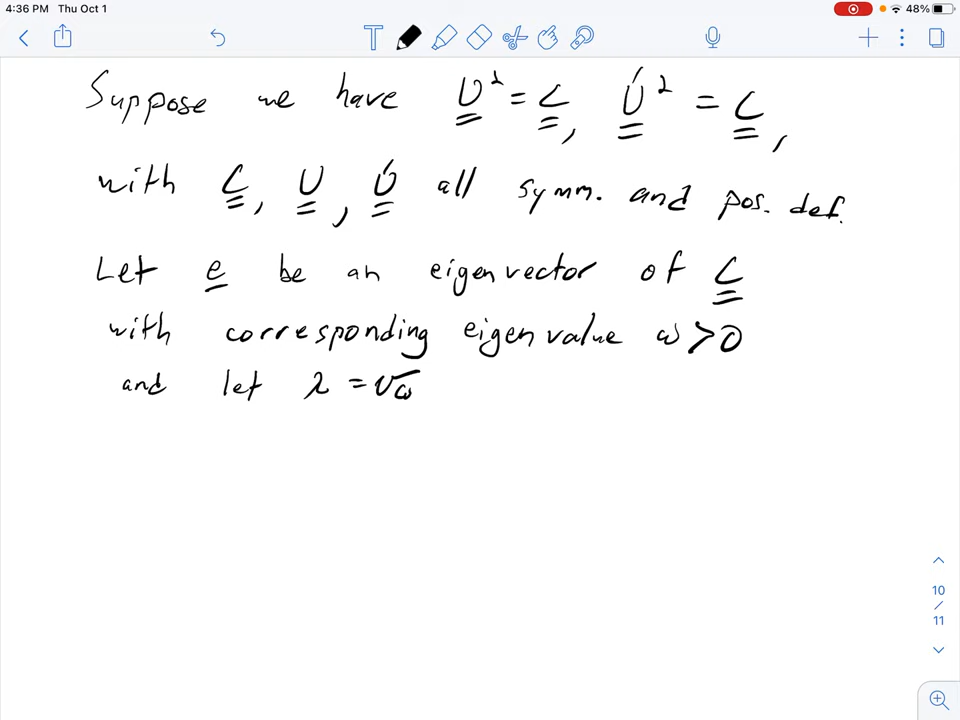 4:36 PM Thu Oct 1
48%
Suppose we have U² = C, Ú² = C,
with C, U, Ú all symm. and pos. def.
Let e be an eigenvector of C
with corresponding eigenvalue ω > 0
and let λ = √ω
10
/
11